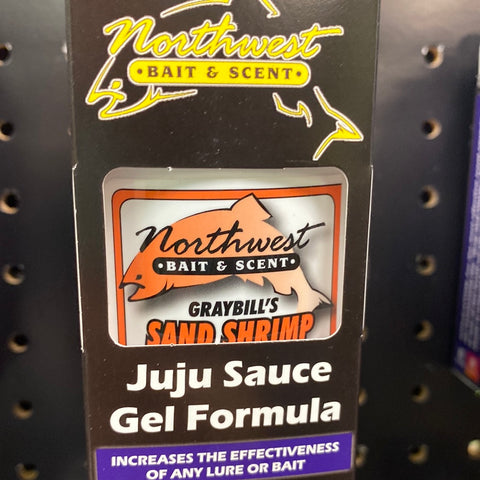 Northwest
• BAIT & SCENT •
Northwest
• BAIT & SCENT •
GRAYBILL'S
SAND SHRIMP
Juju Sauce
Gel Formula
INCREASES THE EFFECTIVENESS
OF ANY LURE OR BAIT